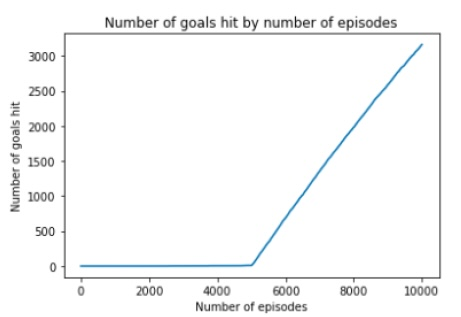 Number of goals hit by number of episodes
Number of goals hit
3000
2500
2000
1500
1000
500
0
0 2000 4000 6000 8000 10000
Number of episodes